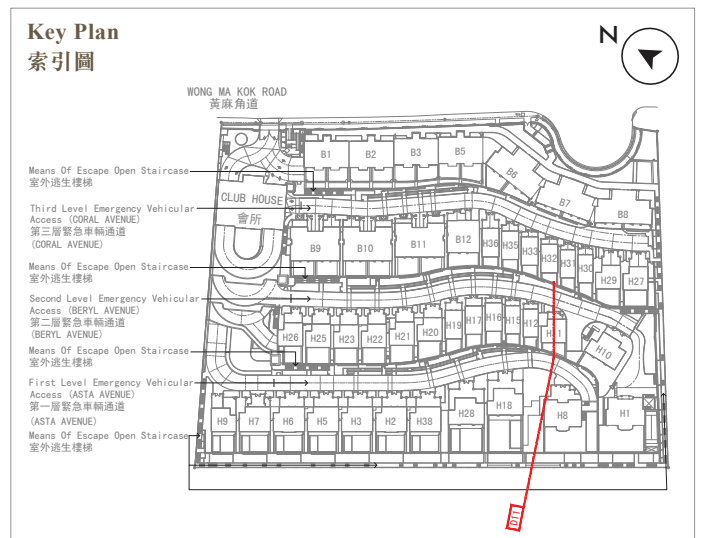 Key Plan
索引圖
N
WONG MA KOK ROAD
黃麻角道
B1
B2
B3
B5
B6
B7
B8
Means Of Escape Open Staircase
室外逃生樓梯
CLUB HOUSE
會所
Third Level Emergency Vehicular
Access (CORAL AVENUE)
第三層緊急車輛通道
(CORAL AVENUE)
B9
B10
B11
B12
H36
H35
H33
H32
H31
H30
H29
H27
Means Of Escape Open Staircase
室外逃生樓梯
Second Level Emergency Vehicular
Access (BERYL AVENUE)
第二層緊急車輛通道
(BERYL AVENUE)
H26
H25
H23
H22
H21
H20
H19
H17
H16
H15
H12
H11
H10
Means Of Escape Open Staircase
室外逃生樓梯
First Level Emergency Vehicular
Access (ASTA AVENUE)
第一層緊急車輛通道
(ASTA AVENUE)
H9
H7
H6
H5
H3
H2
H38
H28
H18
H8
H1
Means Of Escape Open Staircase
室外逃生樓梯
D11